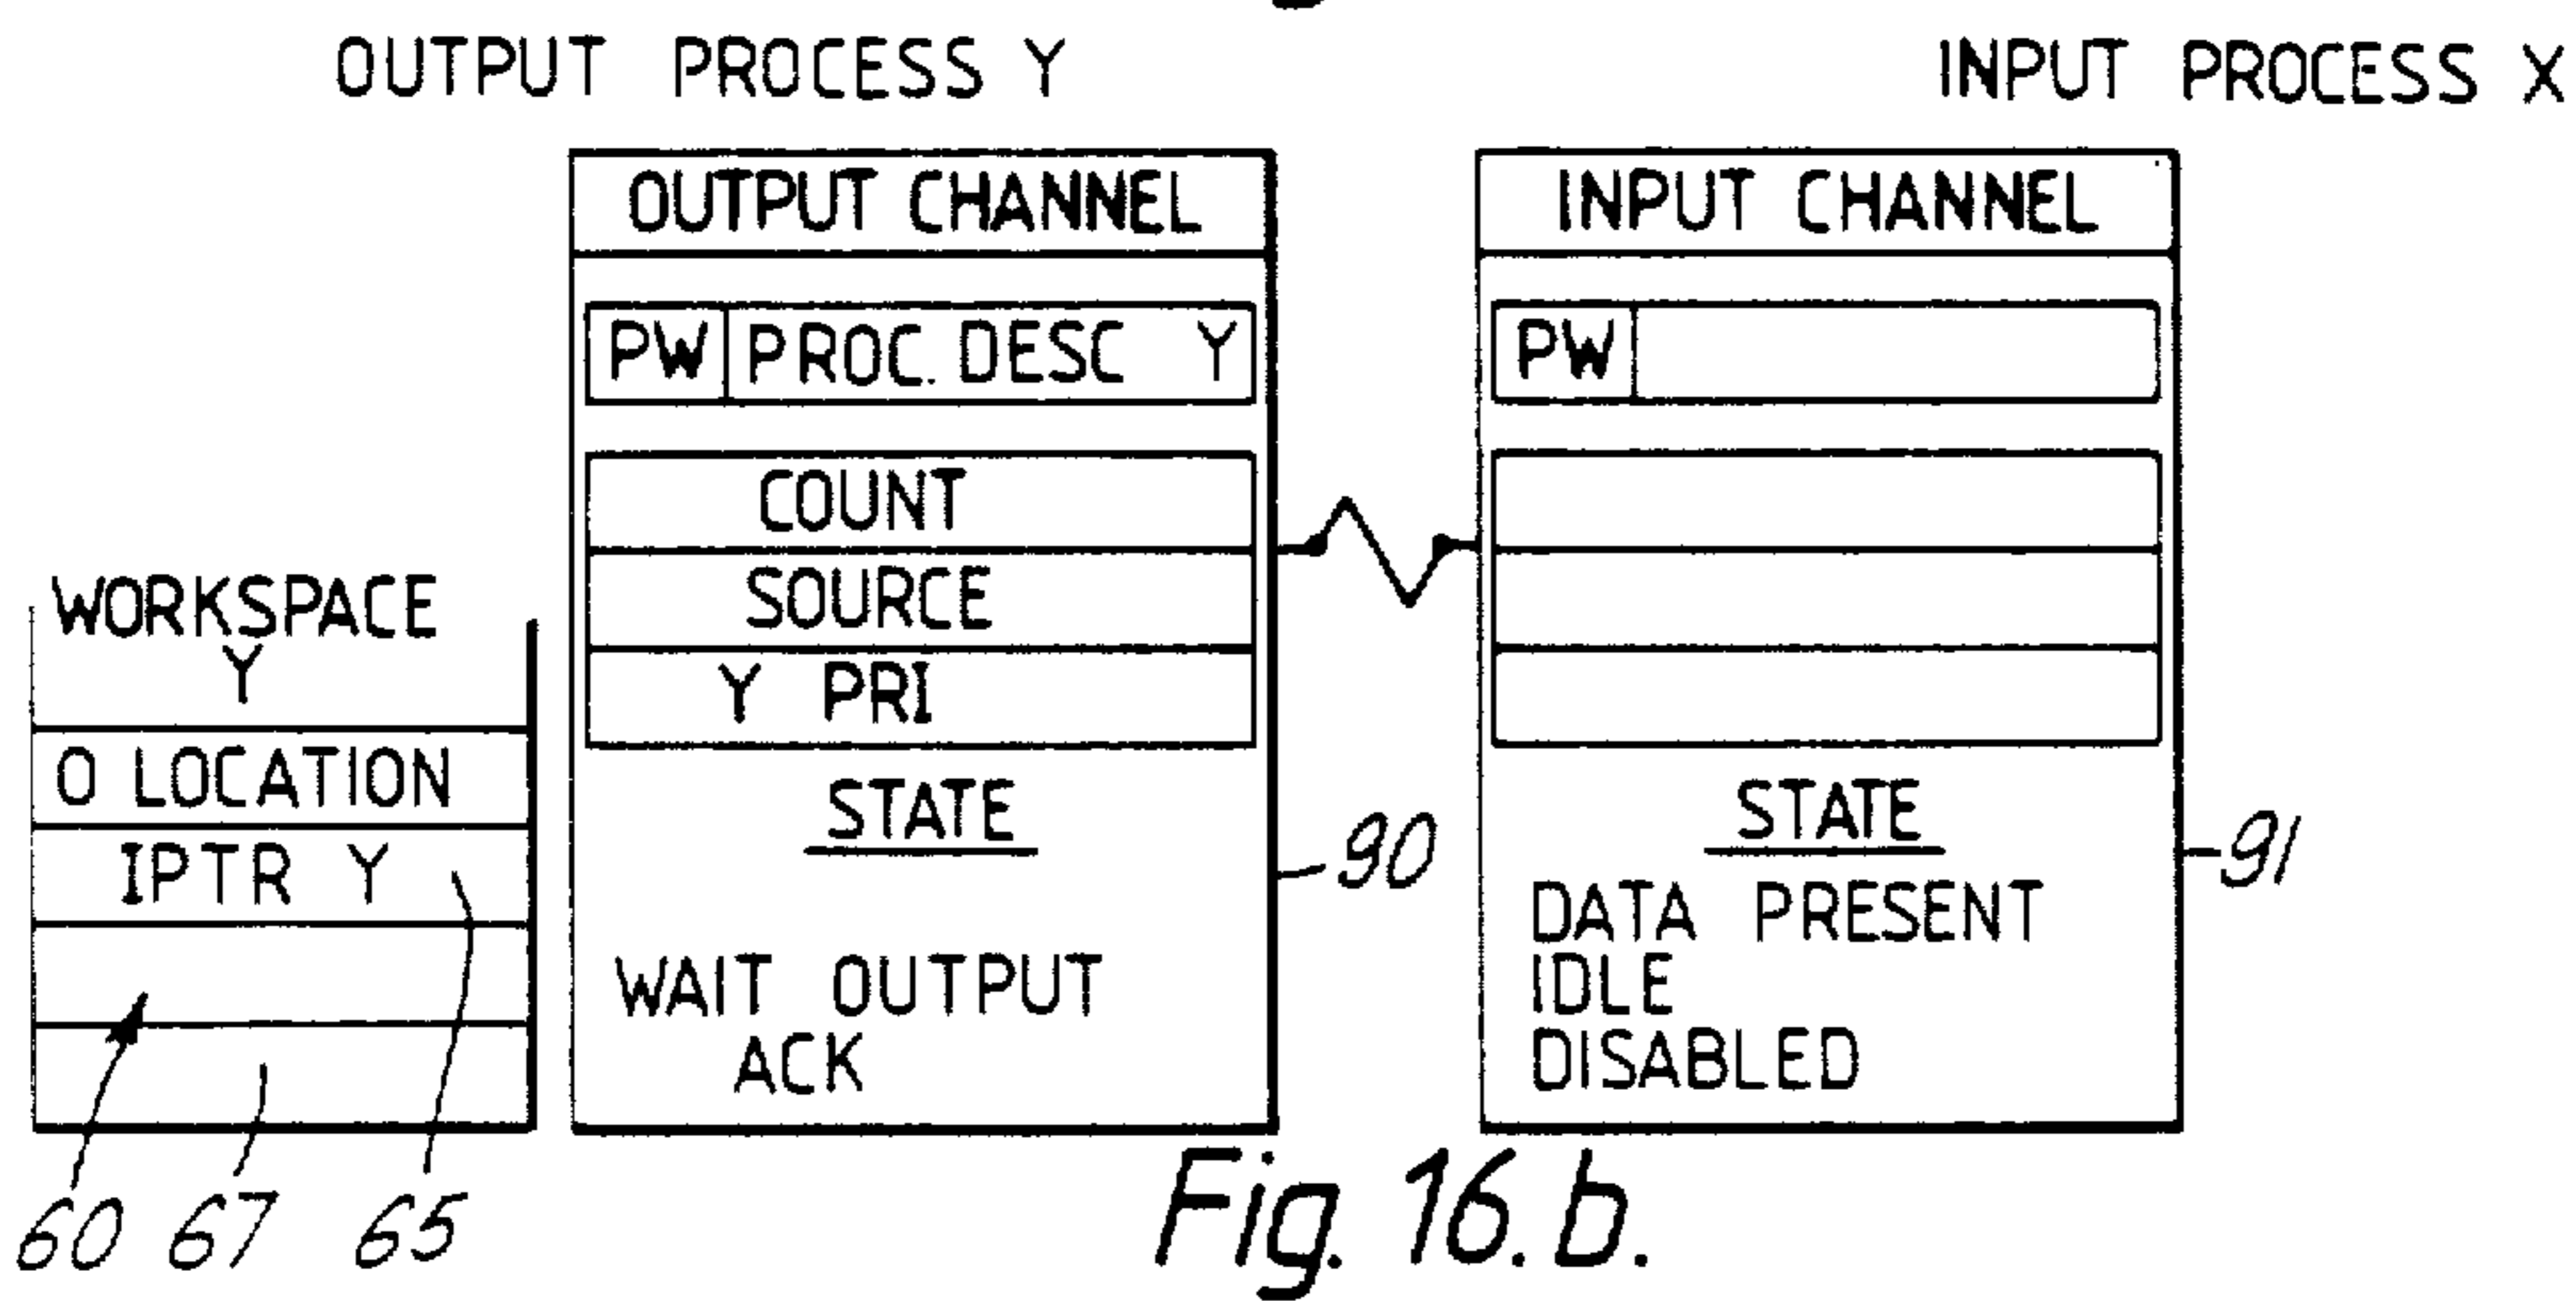 OUTPUT PROCESS Y
INPUT PROCESS X
WORKSPACE
Y
O LOCATION
IPTR Y
60
67
65
OUTPUT CHANNEL
PW PROC. DESC Y
COUNT
SOURCE
Y PRI
STATE
WAIT OUTPUT
ACK
90
INPUT CHANNEL
PW
STATE
DATA PRESENT
IDLE
DISABLED
91
Fig. 16.b.